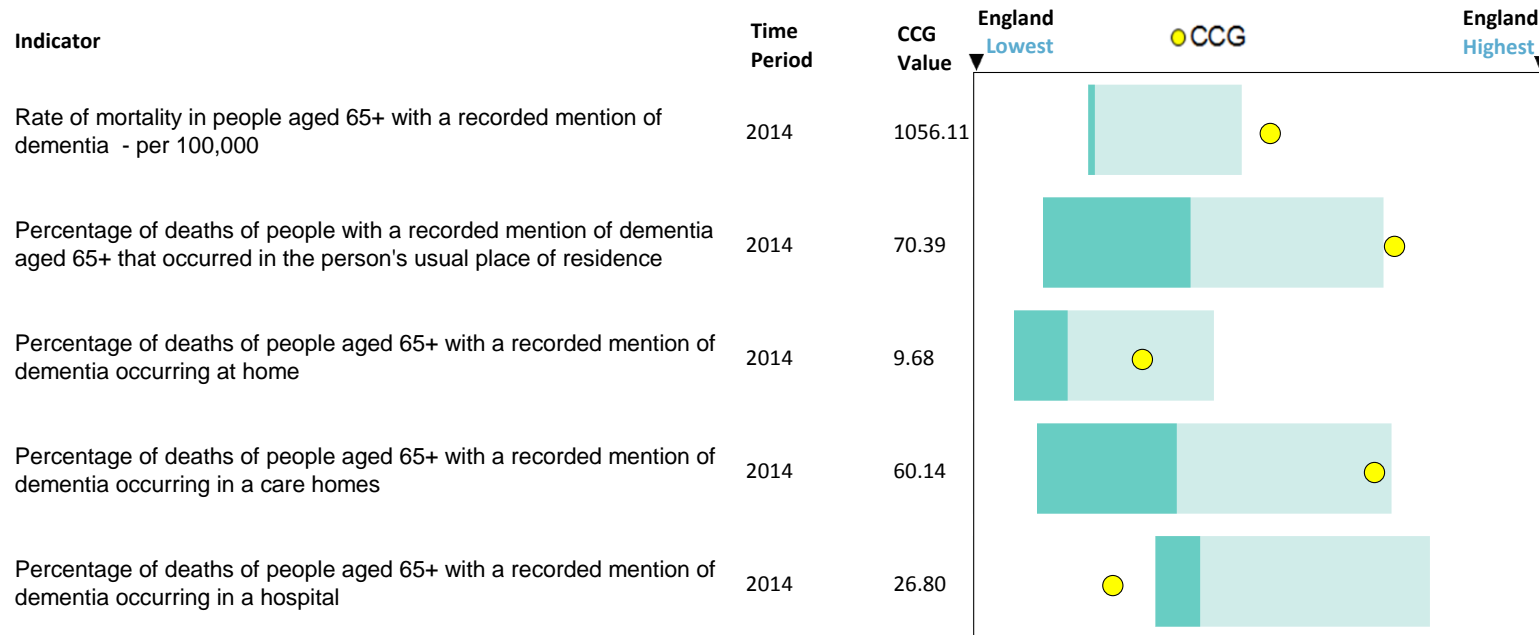 Indicator
Time
Period
CCG
Value
England
Lowest
CCG
England
Highest
Rate of mortality in people aged 65+ with a recorded mention of
dementia - per 100,000
2014
1056.11
Percentage of deaths of people with a recorded mention of dementia
aged 65+ that occurred in the person's usual place of residence
2014
70.39
Percentage of deaths of people aged 65+ with a recorded mention of
dementia occurring at home
2014
9.68
Percentage of deaths of people aged 65+ with a recorded mention of
dementia occurring in a care homes
2014
60.14
Percentage of deaths of people aged 65+ with a recorded mention of
dementia occurring in a hospital
2014
26.80